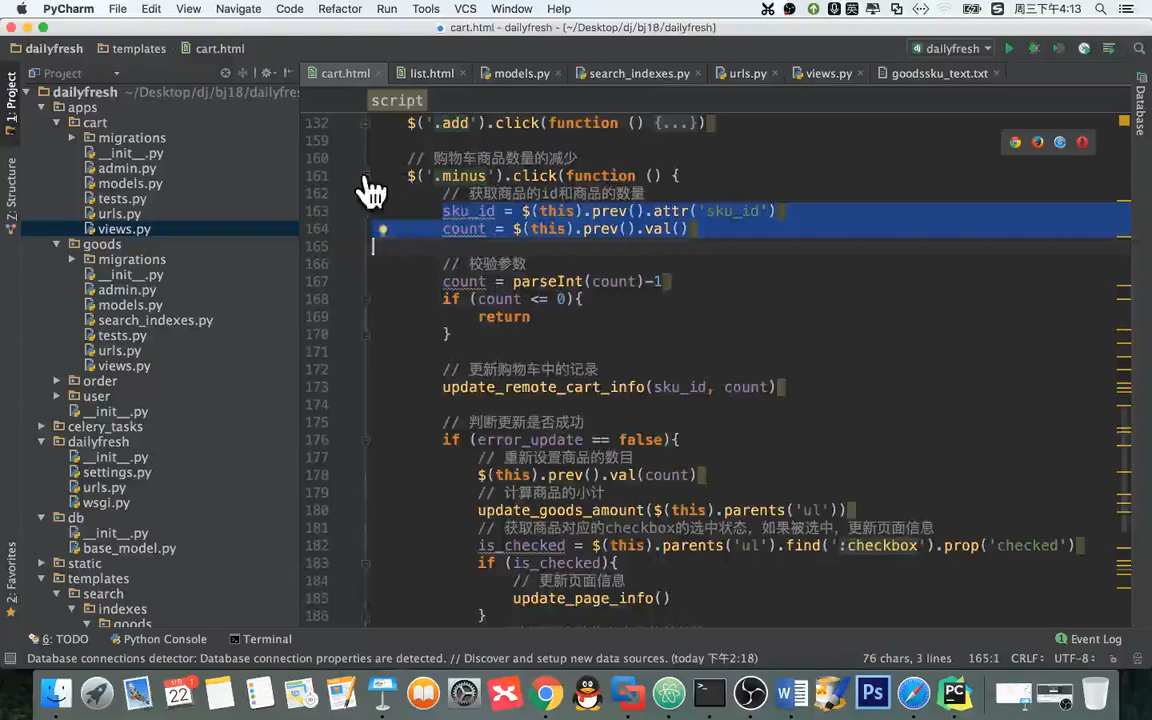 PyCharm File Edit View Navigate Code Refactor Run Tools VCS Window Help 英 周三下午4:13
cart.html - dailyfresh - [~/Desktop/dj/bj18/dailyfresh]
dailyfresh templates cart.html dailyfresh
Project cart.html list.html models.py search_indexes.py urls.py views.py goodssku_text.txt
1: Project
Z: Structure
2: Favorites
Database
dailyfresh ~/Desktop/dj/bj18/dailyfres
apps
cart
migrations
__init__.py
admin.py
models.py
tests.py
urls.py
views.py
goods
migrations
__init__.py
admin.py
models.py
search_indexes.py
tests.py
urls.py
views.py
order
user
__init__.py
celery_tasks
dailyfresh
__init__.py
settings.py
urls.py
wsgi.py
db
__init__.py
base_model.py
static
templates
search
indexes
goods
script
132 $('.add').click(function () {...})
159
160 // 购物车商品数量的减少
161 $('.minus').click(function () {
162 // 获取商品的id和商品的数量
163 sku_id = $(this).prev().attr('sku_id')
164 count = $(this).prev().val()
165
166 // 校验参数
167 count = parseInt(count)-1
168 if (count <= 0){
169 return
170 }
171
172 // 更新购物车中的记录
173 update_remote_cart_info(sku_id, count)
174
175 // 判断更新是否成功
176 if (error_update == false){
177 // 重新设置商品的数目
178 $(this).prev().val(count)
179 // 计算商品的小计
180 update_goods_amount($(this).parents('ul'))
181 // 获取商品对应的checkbox的选中状态，如果被选中，更新页面信息
182 is_checked = $(this).parents('ul').find(':checkbox').prop('checked')
183 if (is_checked){
184 // 更新页面信息
185 update_page_info()
186 }
6: TODO Python Console Terminal Event Log
Database connections detector: Database connection properties are detected. // Discover and setup new data sources. (today 下午2:18) 76 chars, 3 lines 165:1 CRLF÷ UTF-8÷
22 W Ps PC